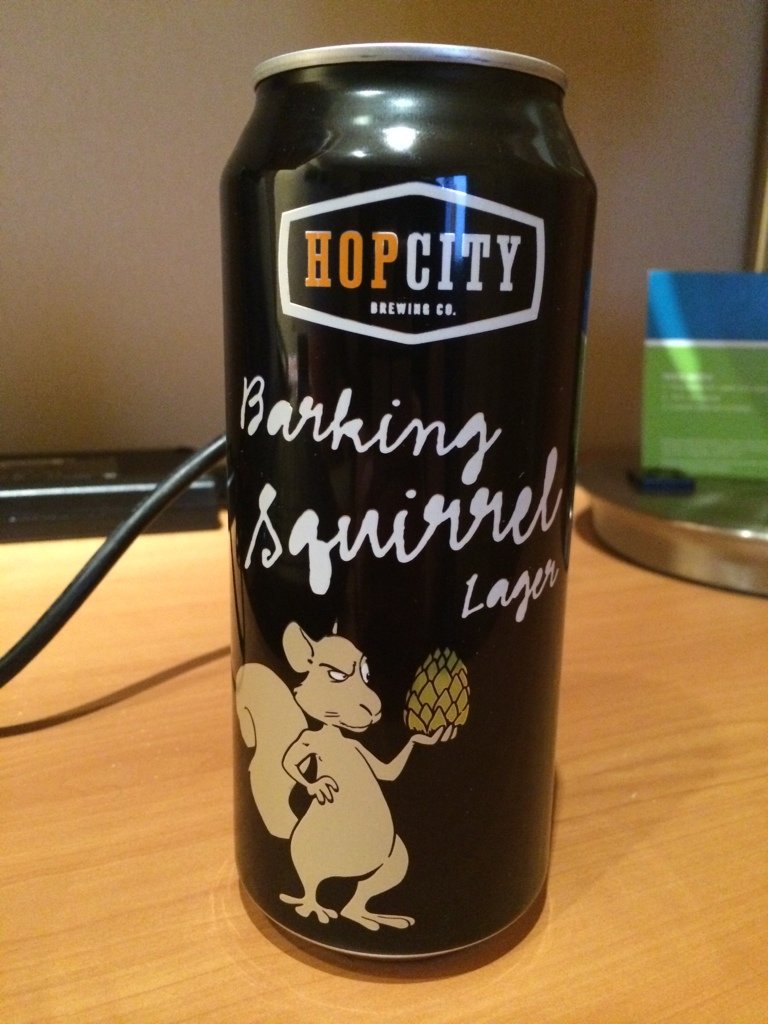 HOPCITY
BREWING CO.
Barking
Squirrel
Lager